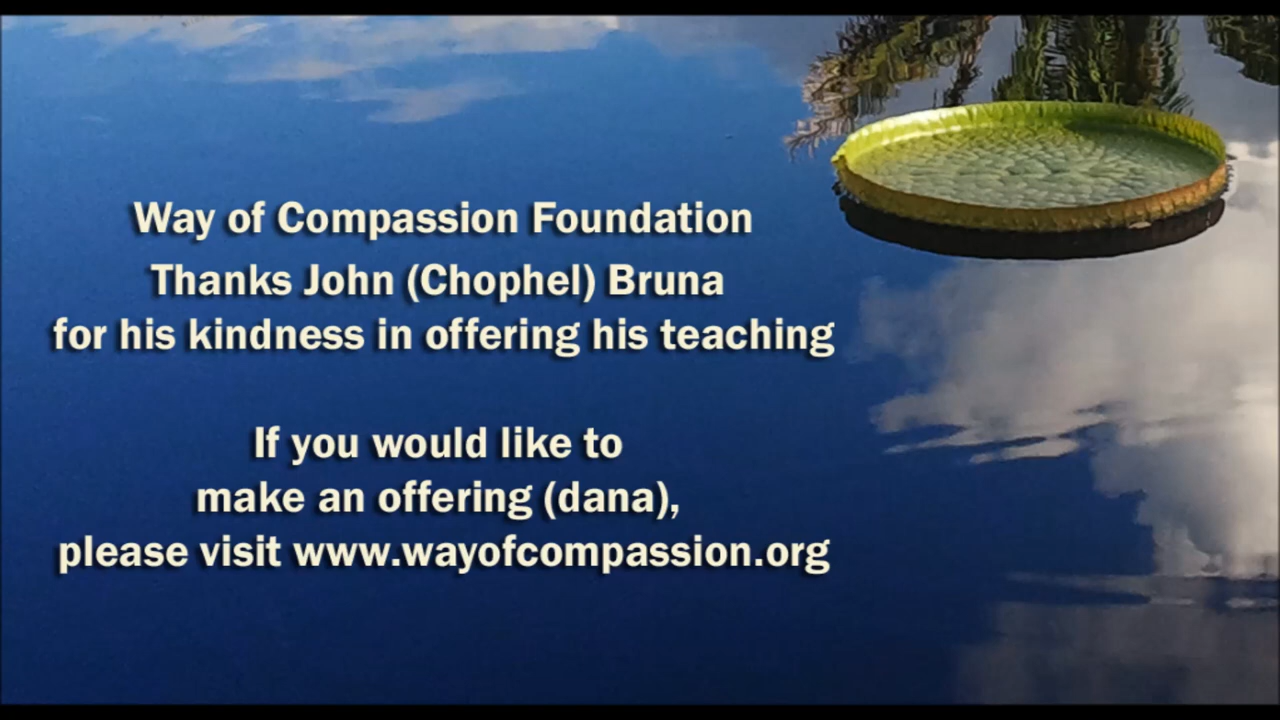 Way of Compassion Foundation
Thanks John (Chophel) Bruna
for his kindness in offering his teaching
If you would like to
make an offering (dana),
please visit www.wayofcompassion.org